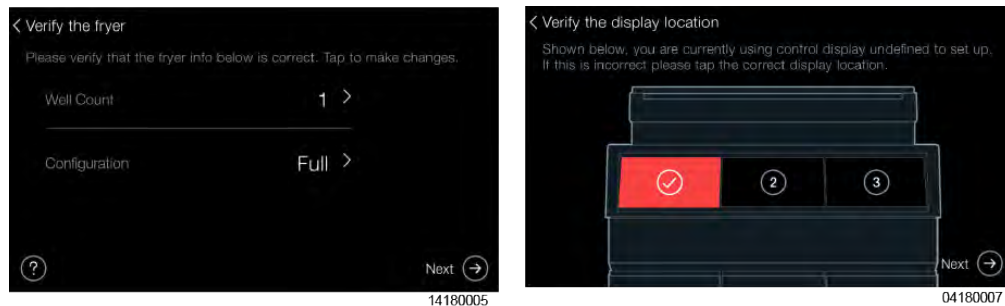 Verify the fryer
Please verify that the fryer info below is correct. Tap to make changes.
Well Count 1
Configuration Full
?
Next
14180005
Verify the display location
Shown below, you are currently using control display undefined to set up.
If this is incorrect please tap the correct display location.
2 3
Next
04180007